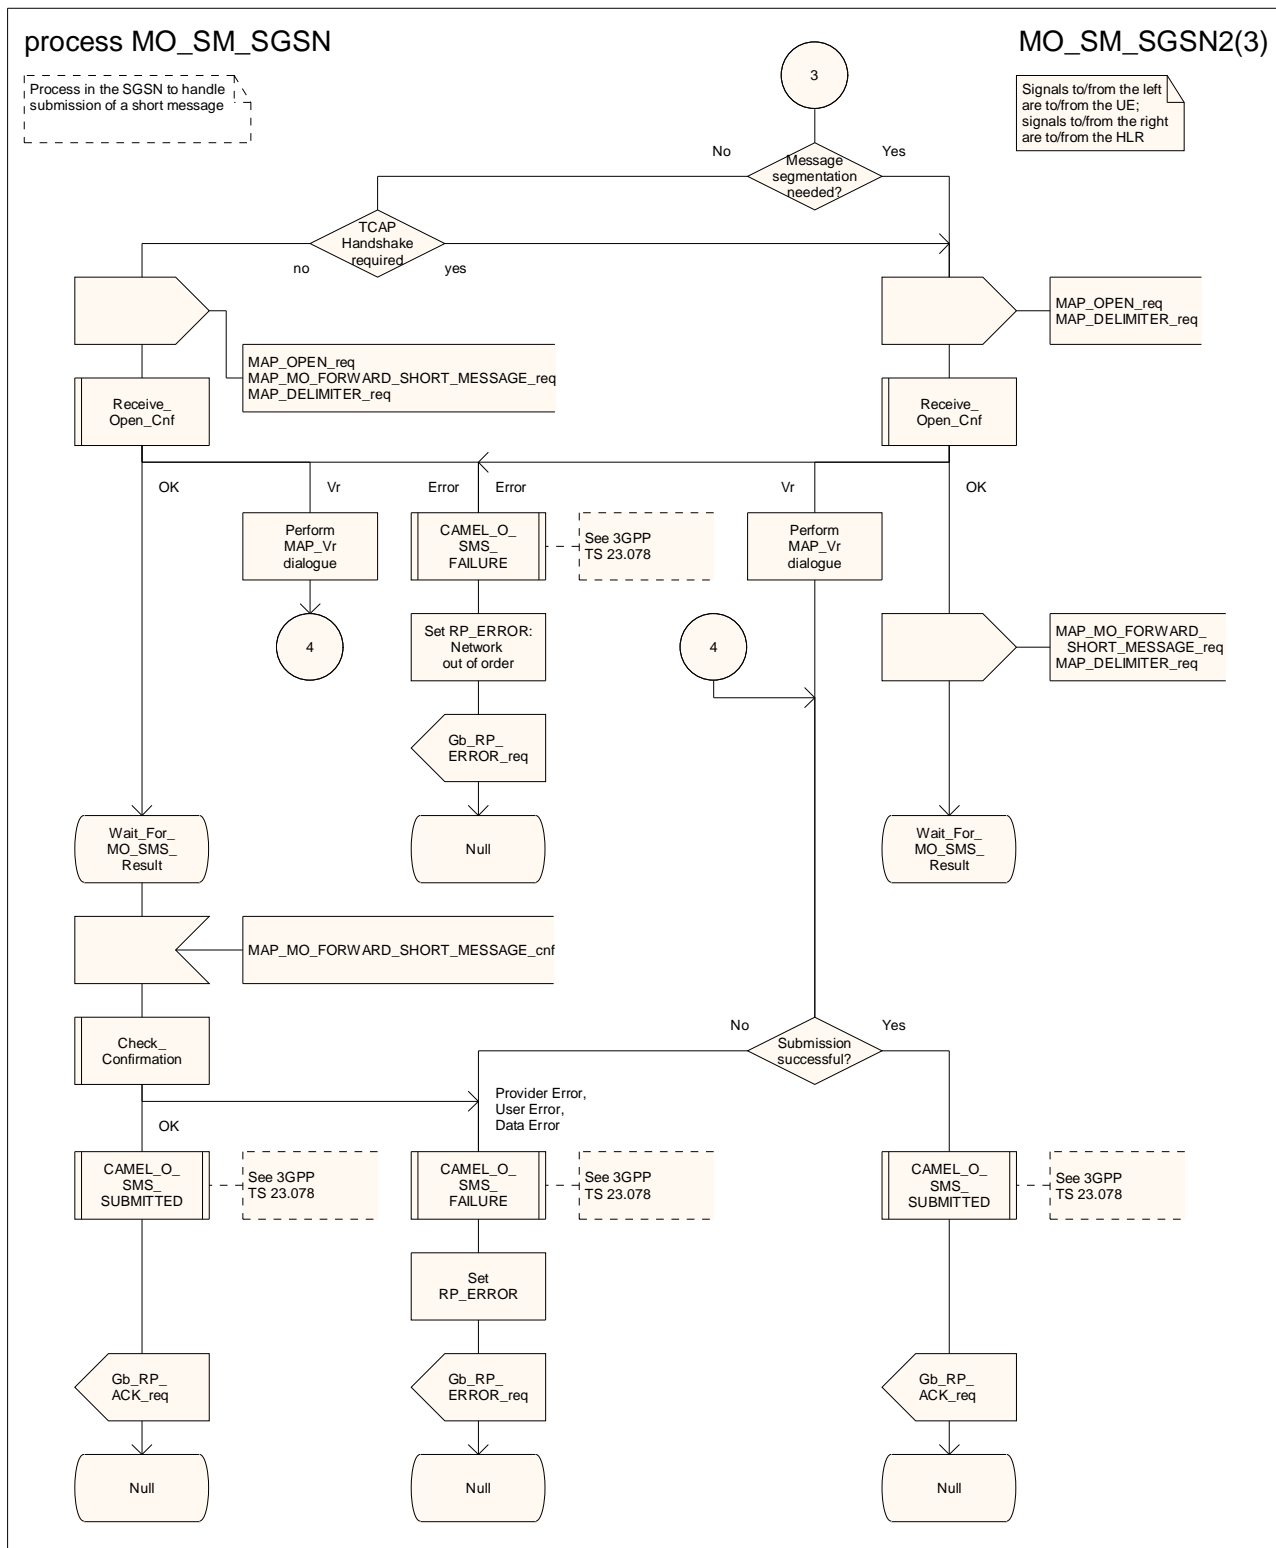 process MO_SM_SGSN
MO_SM_SGSN2(3)
Process in the SGSN to handle
submission of a short message
3
Signals to/from the left
are to/from the UE;
signals to/from the right
are to/from the HLR
No
Message
segmentation
needed?
Yes
TCAP
Handshake
required
no
yes
MAP_OPEN_req
MAP_DELIMITER_req
MAP_OPEN_req
MAP_MO_FORWARD_SHORT_MESSAGE_req
MAP_DELIMITER_req
Receive_
Open_Cnf
Receive_
Open_Cnf
OK
Vr
Error
Error
Vr
OK
Perform
MAP_Vr
dialogue
CAMEL_O_
SMS_
FAILURE
See 3GPP
TS 23.078
Perform
MAP_Vr
dialogue
4
Set RP_ERROR:
Network
out of order
4
MAP_MO_FORWARD_
SHORT_MESSAGE_req
MAP_DELIMITER_req
Gb_RP_
ERROR_req
Wait_For_
MO_SMS_
Result
Null
Wait_For_
MO_SMS_
Result
MAP_MO_FORWARD_SHORT_MESSAGE_cnf
Check_
Confirmation
No
Submission
successful?
Yes
Provider Error,
User Error,
Data Error
OK
CAMEL_O_
SMS_
SUBMITTED
See 3GPP
TS 23.078
CAMEL_O_
SMS_
FAILURE
See 3GPP
TS 23.078
CAMEL_O_
SMS_
SUBMITTED
See 3GPP
TS 23.078
Set
RP_ERROR
Gb_RP_
ACK_req
Gb_RP_
ERROR_req
Gb_RP_
ACK_req
Null
Null
Null